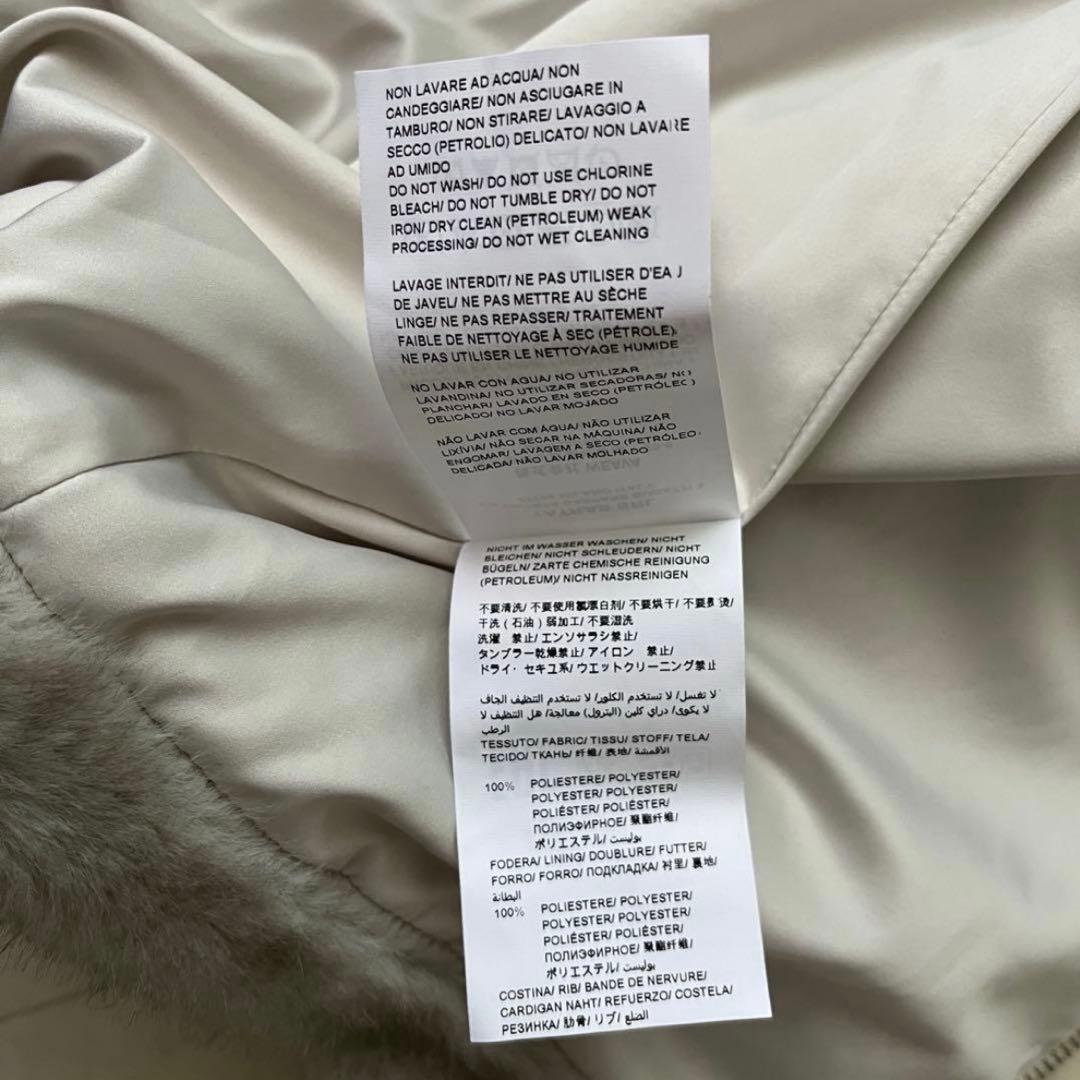 NON LAVARE AD ACQUA/ NON
CANDEGGIARE/ NON ASCIUGARE IN
TAMBURO/ NON STIRARE/ LAVAGGIO A
SECCO (PETROLIO) DELICATO/ NON LAVARE
AD UMIDO
DO NOT WASH/ DO NOT USE CHLORINE
BLEACH/ DO NOT TUMBLE DRY/ DO NOT
IRON/ DRY CLEAN (PETROLEUM) WEAK
PROCESSING/ DO NOT WET CLEANING
LAVAGE INTERDIT/ NE PAS UTILISER D'EA J
DE JAVEL/ NE PAS METTRE AU SÈCHE
LINGE/ NE PAS REPASSER/ TRAITEMENT
FAIBLE DE NETTOYAGE À SEC (PÉTROLE)
NE PAS UTILISER LE NETTOYAGE HUMIDE
NO LAVAR CON AGUA/ NO UTILIZAR
LAVANDINA/ NO UTILIZAR SECADORAS/ NO
PLANCHAR/ LAVADO EN SECO (PETRÓLEO)
DELICADO/ NO LAVAR MOJADO
NÃO LAVAR COM ÁGUA/ NÃO UTILIZAR
LIXÍVIA/ NÃO SECAR NA MÁQUINA/ NÃO
ENGOMAR/ LAVAGEM A SECO (PETRÓLEO
DELICADA/ NÃO LAVAR MOLHADO
NICHT IM WASSER WASCHEN/ NICHT
BLEICHEN/ NICHT SCHLEUDERN/ NICHT
BÜGELN/ ZARTE CHEMISCHE REINIGUNG
(PETROLEUM)/ NICHT NASSREINIGEN
不要清洗/ 不要使用氯漂白剂/ 不要烘干/ 不要熨烫/
干洗（石油）弱加工/ 不要湿洗
洗濯 禁止/ エンソサラシ禁止/
タンブラー乾燥禁止/ アイロン 禁止/
ドライ・セキユ系/ ウエットクリーニング禁止
لا تغسل/ لا تستخدم الكلور/ لا تستخدم التنظيف الجاف
لا يكوى/ دراي كلين (البترول) معالجة/ هل التنظيف لا
الرطب
TESSUTO/ FABRIC/ TISSU/ STOFF/ TELA/
TECIDO/ ТКАНЬ/ 纤维/ 表地/ الأقمشة
100% POLIESTERE/ POLYESTER/
POLYESTER/ POLYESTER/
POLIÉSTER/ POLIÉSTER/
ПОЛИЭФИРНОЕ/ 聚酯纤维/
ポリエステル/ بوليست
FODERA/ LINING/ DOUBLURE/ FUTTER/
FORRO/ FORRO/ ПОДКЛАДКА/ 衬里/ 裏地/
البطانة
100% POLIESTERE/ POLYESTER/
POLYESTER/ POLYESTER/
POLIÉSTER/ POLIÉSTER/
ПОЛИЭФИРНОЕ/ 聚酯纤维/
ポリエステル/ بوليست
COSTINA/ RIB/ BANDE DE NERVURE/
CARDIGAN NAHT/ REFUERZO/ COSTELA/
РЕЗИНКА/ 肋骨/ リブ/ الضلع